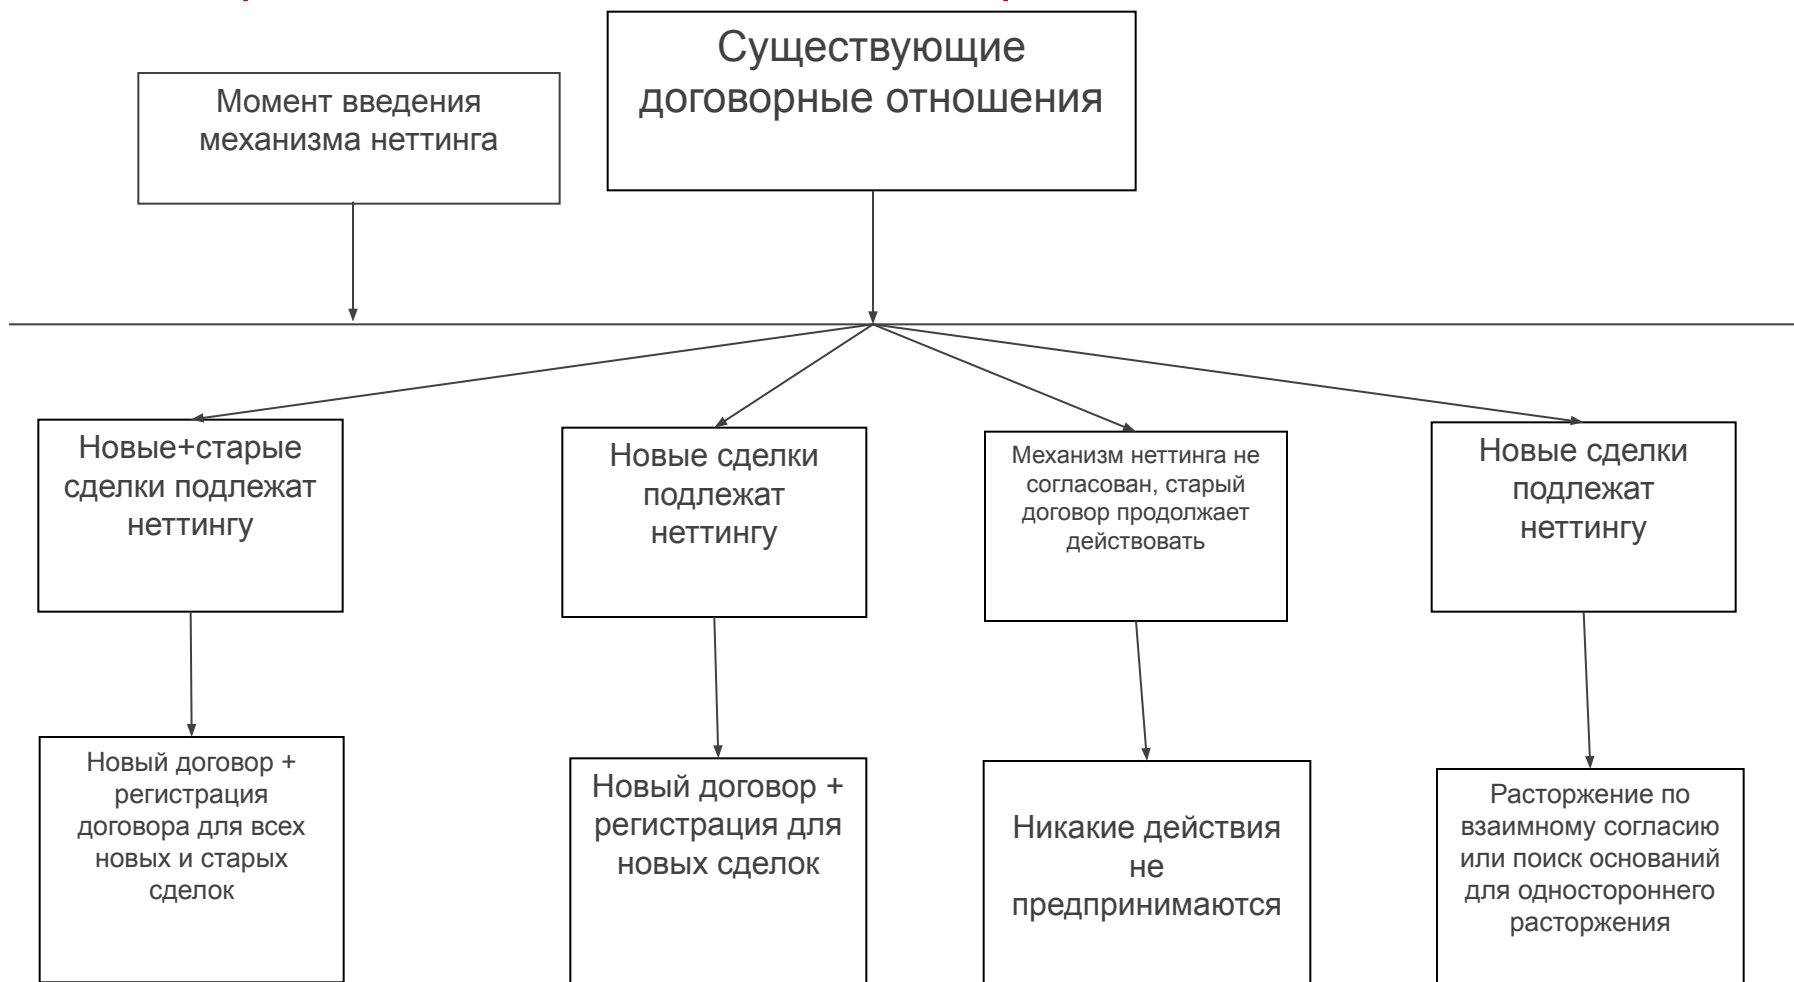 Существующие
договорные отношения
Момент введения
механизма неттинга
Новые+старые
сделки подлежат
неттингу
Новые сделки
подлежат
неттингу
Механизм неттинга не
согласован, старый
договор продолжает
действовать
Новые сделки
подлежат
неттингу
Новый договор +
регистрация
договора для всех
новых и старых
сделок
Новый договор +
регистрация для
новых сделок
Никакие действия
не
предпринимаются
Расторжение по
взаимному согласию
или поиск оснований
для одностороннего
расторжения